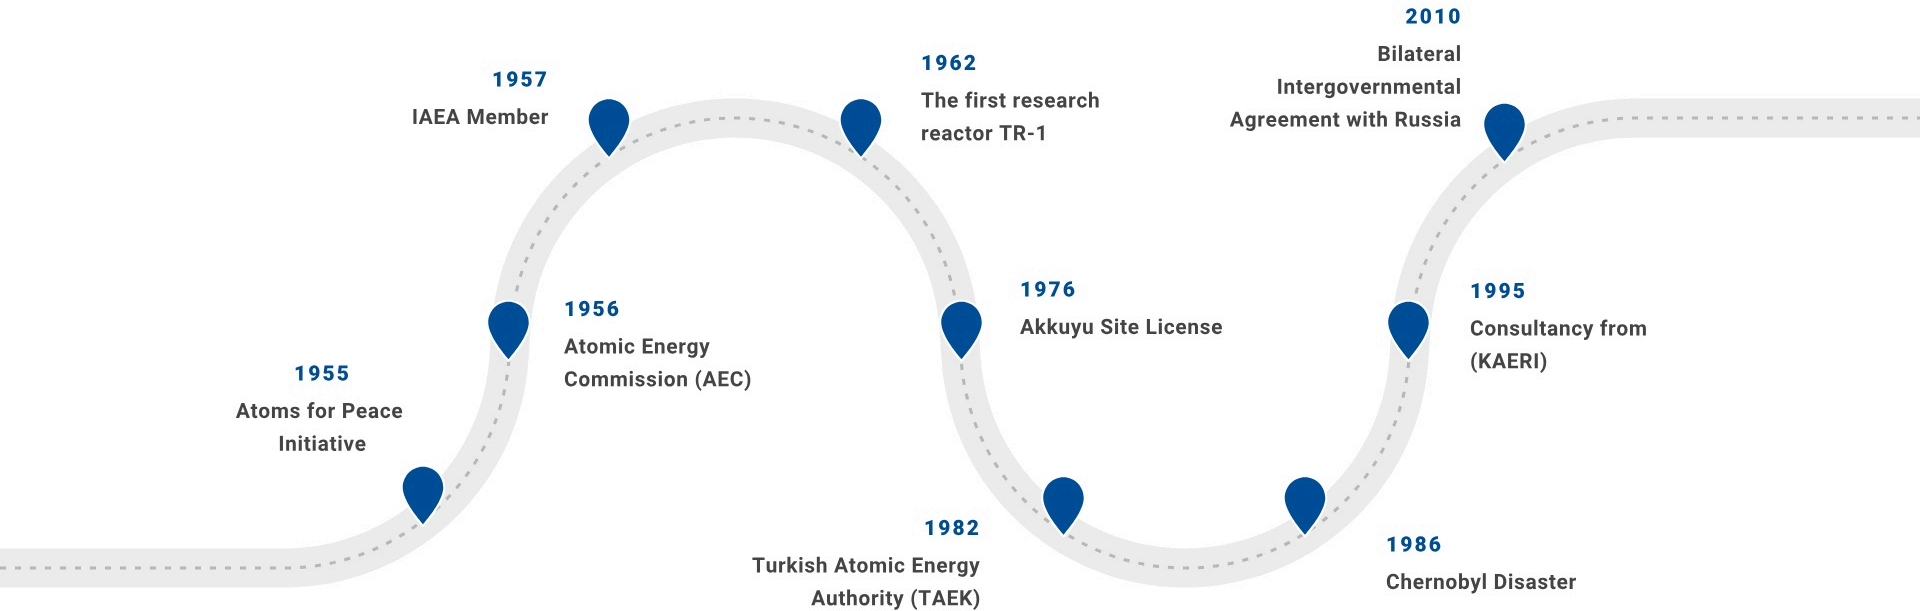 1955
Atoms for Peace
Initiative
1956
Atomic Energy
Commission (AEC)
1957
IAEA Member
1962
The first research
reactor TR-1
1976
Akkuyu Site License
1982
Turkish Atomic Energy
Authority (TAEK)
1986
Chernobyl Disaster
1995
Consultancy from
(KAERI)
2010
Bilateral
Intergovernmental
Agreement with Russia